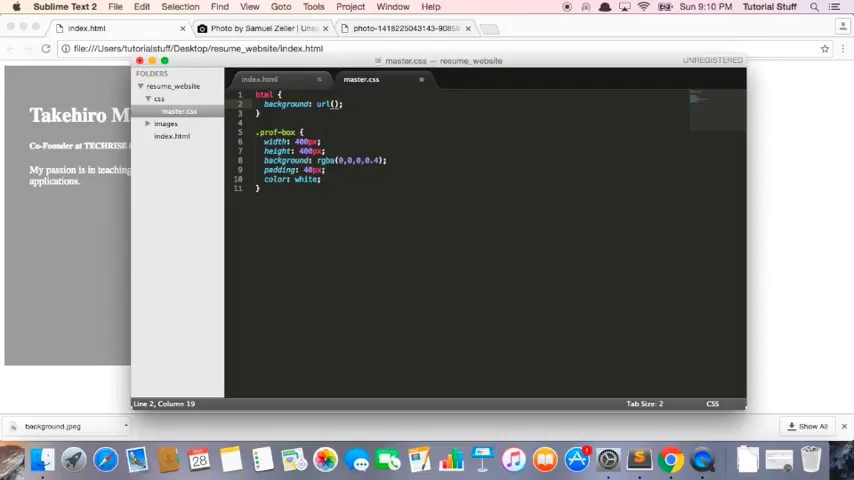 Sublime Text 2 File Edit Selection Find View Goto Tools Project Window Help Sun 9:10 PM Tutorial Stuff
index.html × Photo by Samuel Zeller | Uns × photo-1418225043143-90858 ×
file:///Users/tutorialstuff/Desktop/resume_website/index.html
master.css — resume_website UNREGISTERED
FOLDERS
resume_website
css
master.css
images
index.html
index.html × master.css
1 html {
2 background: url();
3 }
4
5 .prof-box {
6 width: 400px;
7 height: 400px;
8 background: rgba(0,0,0,0.4);
9 padding: 40px;
10 color: white;
11 }
Takehiro M
Co-Founder at TECHRISE
My passion is in teaching
applications.
Line 2, Column 19 Tab Size: 2 CSS
background.jpeg Show All
28
1